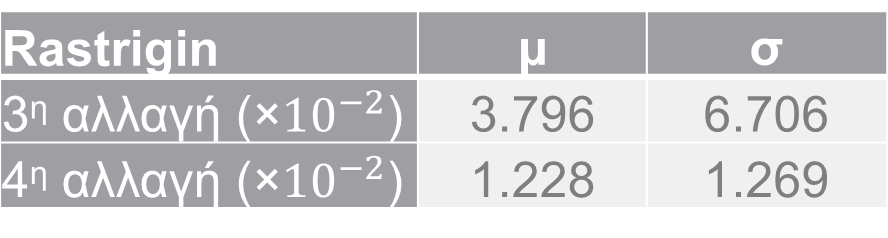 Rastrigin μ σ
3η αλλαγή (×10⁻²) 3.796 6.706
4η αλλαγή (×10⁻²) 1.228 1.269